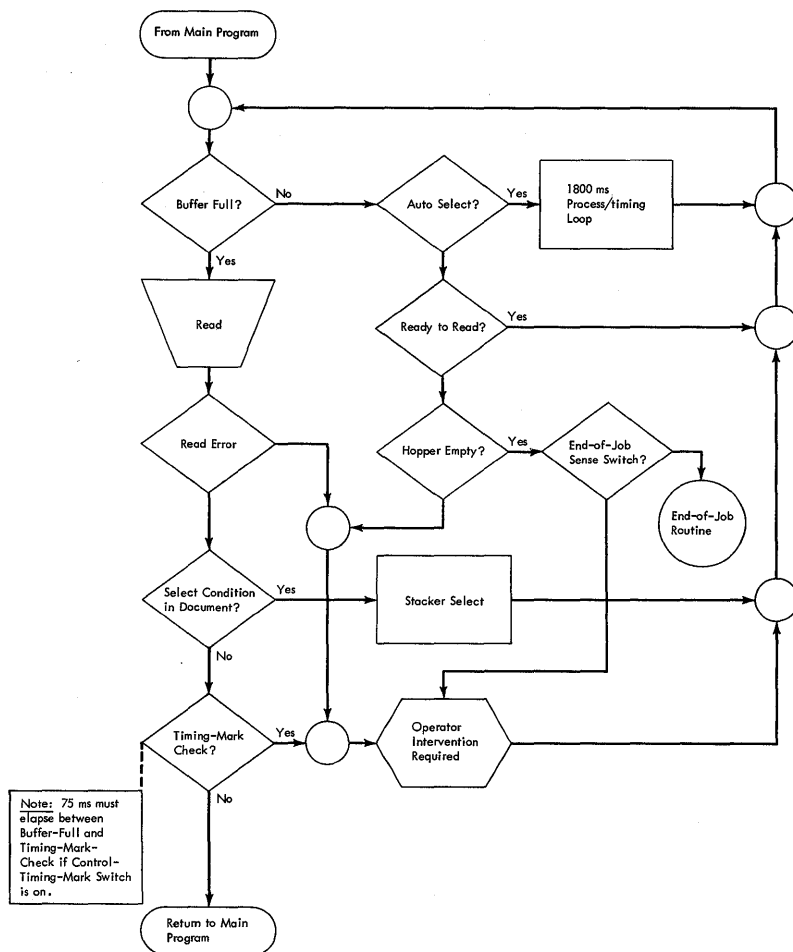 From Main Program
Buffer Full?
No
Auto Select?
Yes
1800 ms
Process/timing
Loop
Yes
Read
Ready to Read?
Yes
Read Error
Hopper Empty?
Yes
End-of-Job
Sense Switch?
End-of-Job
Routine
Select Condition
in Document?
Yes
Stacker Select
No
Timing-Mark
Check?
Yes
Operator
Intervention
Required
No
Note: 75 ms must
elapse between
Buffer-Full and
Timing-Mark-
Check if Control-
Timing-Mark Switch
is on.
Return to Main
Program